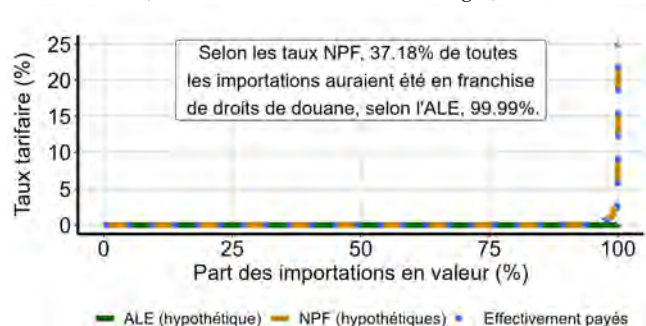 Selon les taux NPF, 37.18% de toutes
les importations auraient été en franchise
de droits de douane, selon l'ALE, 99.99%.
Taux tarifaire (%)
25
20
15
10
5
0
0 25 50 75 100
Part des importations en valeur (%)
ALE (hypothétique) NPF (hypothétiques) Effectivement payés